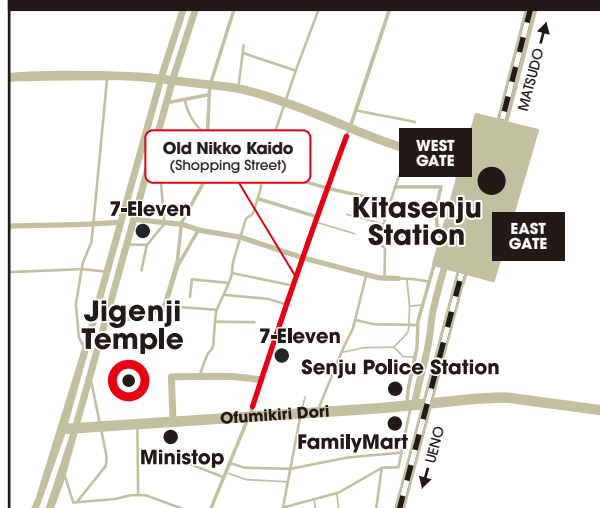 MATSUDO →
WEST
GATE
Old Nikko Kaido
(Shopping Street)
Kitasenju
Station
EAST
GATE
7-Eleven
Jigenji
Temple
7-Eleven
Senju Police Station
Ofumikiri Dori
FamilyMart
Ministop
← UENO